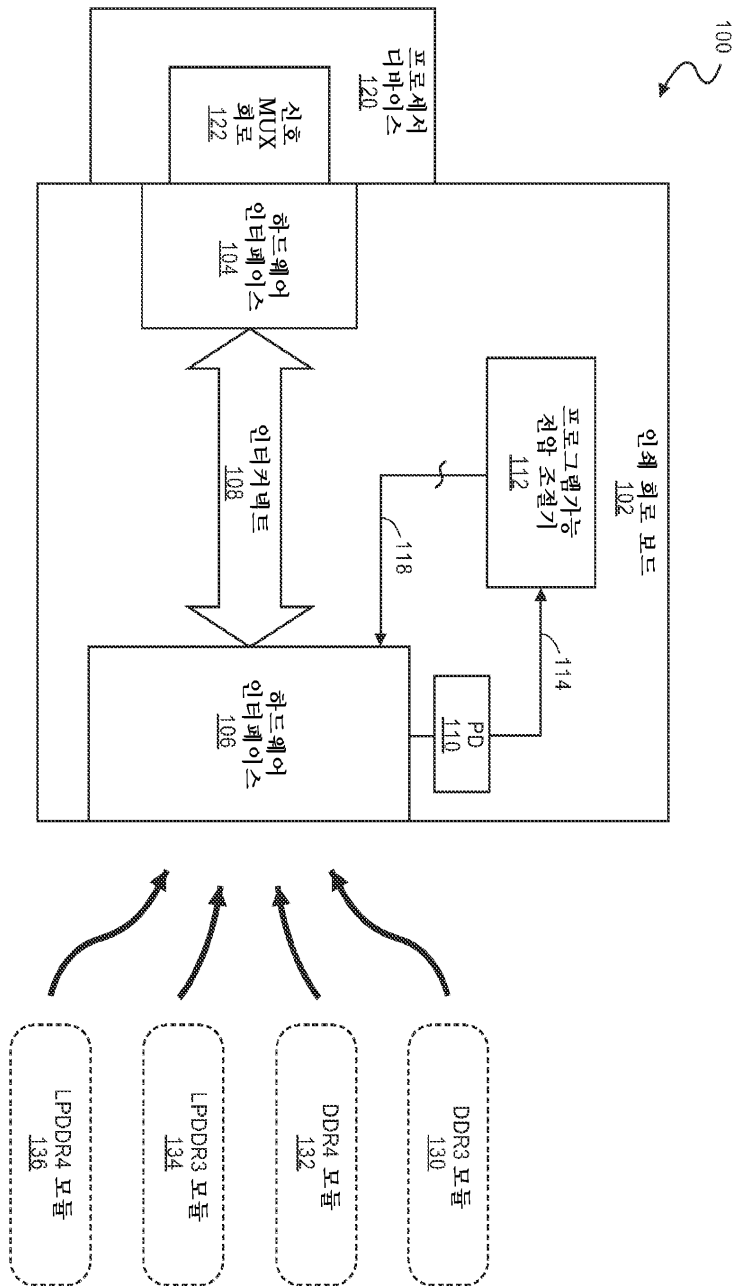 100
인쇄 회로 보드
102
프로그램가능
전압 조절기
112
114
118
PD
110
프로세서
디바이스
120
신호
MUX
회로
122
하드웨어
인터페이스
104
인터커넥트
108
하드웨어
인터페이스
106
DDR3 모듈
130
DDR4 모듈
132
LPDDR3 모듈
134
LPDDR4 모듈
136